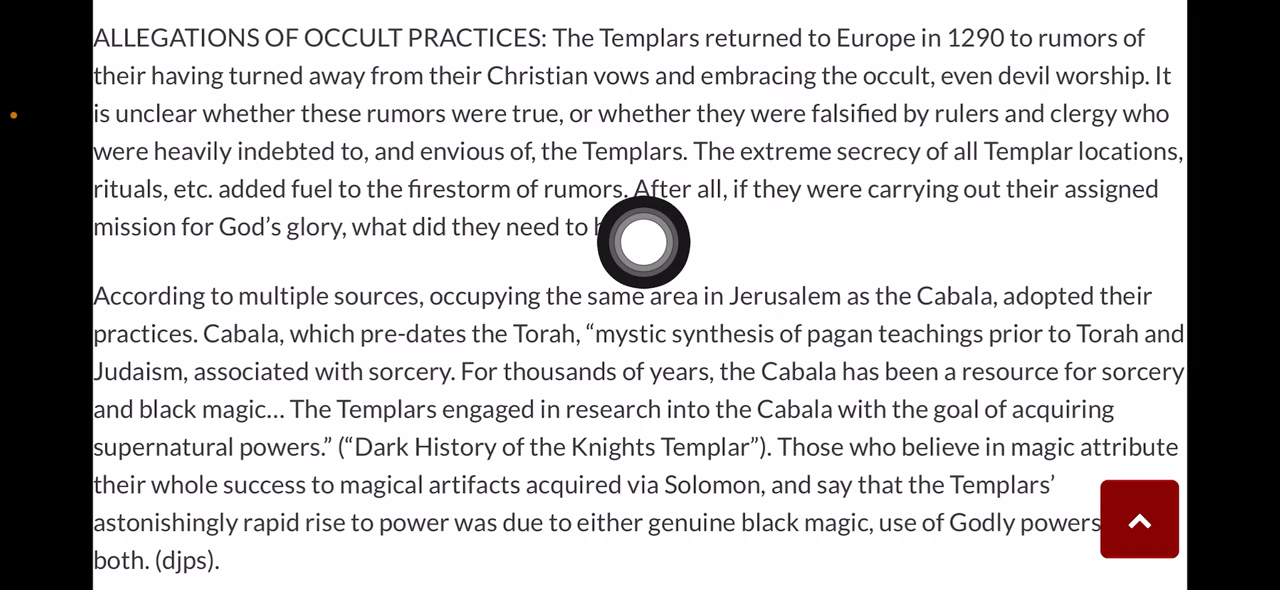 ALLEGATIONS OF OCCULT PRACTICES: The Templars returned to Europe in 1290 to rumors of
their having turned away from their Christian vows and embracing the occult, even devil worship. It
is unclear whether these rumors were true, or whether they were falsified by rulers and clergy who
were heavily indebted to, and envious of, the Templars. The extreme secrecy of all Templar locations,
rituals, etc. added fuel to the firestorm of rumors. After all, if they were carrying out their assigned
mission for God’s glory, what did they need to
According to multiple sources, occupying the same area in Jerusalem as the Cabala, adopted their
practices. Cabala, which pre-dates the Torah, “mystic synthesis of pagan teachings prior to Torah and
Judaism, associated with sorcery. For thousands of years, the Cabala has been a resource for sorcery
and black magic… The Templars engaged in research into the Cabala with the goal of acquiring
supernatural powers.” (“Dark History of the Knights Templar”). Those who believe in magic attribute
their whole success to magical artifacts acquired via Solomon, and say that the Templars’
astonishingly rapid rise to power was due to either genuine black magic, use of Godly powers
both. (djps).